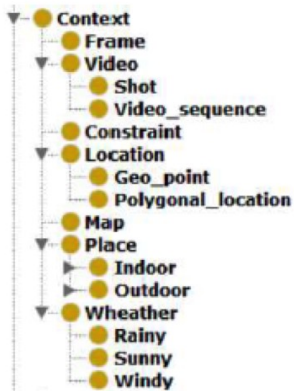 Context
Frame
Video
Shot
Video_sequence
Constraint
Location
Geo_point
Polygonal_location
Map
Place
Indoor
Outdoor
Wheather
Rainy
Sunny
Windy